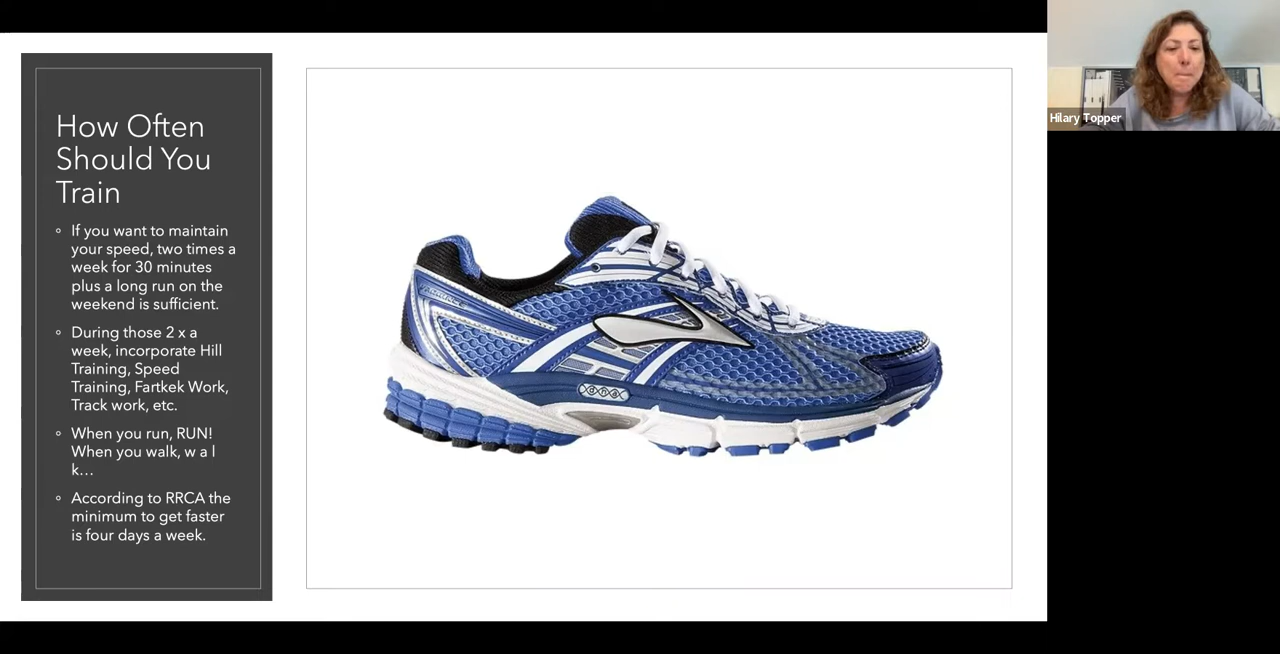 How Often
Should You
Train
If you want to maintain
your speed, two times a
week for 30 minutes
plus a long run on the
weekend is sufficient.
During those 2 x a
week, incorporate Hill
Training, Speed
Training, Fartkek Work,
Track work, etc.
When you run, RUN!
When you walk, w a l
k…
According to RRCA the
minimum to get faster
is four days a week.
Hilary Topper